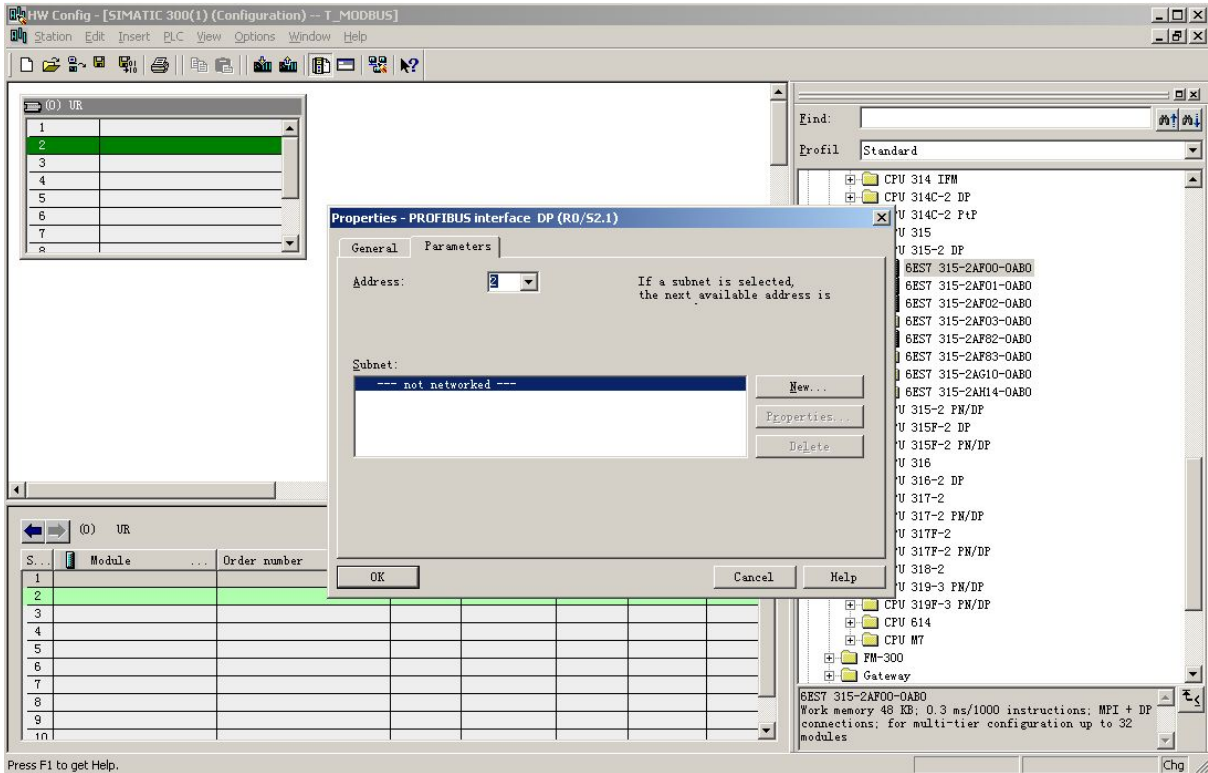 HW Config - [SIMATIC 300(1) (Configuration) -- T_MODBUS]
Station Edit Insert PLC View Options Window Help
(0) UR
1
2
3
4
5
6
7
8
Find:
Profil Standard
CPU 314 IFM
CPU 314C-2 DP
U 314C-2 PtP
U 315
U 315-2 DP
6ES7 315-2AF00-0AB0
6ES7 315-2AF01-0AB0
6ES7 315-2AF02-0AB0
6ES7 315-2AF03-0AB0
6ES7 315-2AF82-0AB0
6ES7 315-2AF83-0AB0
6ES7 315-2AG10-0AB0
6ES7 315-2AH14-0AB0
U 315-2 PN/DP
U 315F-2 DP
U 315F-2 PN/DP
U 316
U 316-2 DP
U 317-2
U 317-2 PN/DP
U 317F-2
U 317F-2 PN/DP
U 318-2
U 319-3 PN/DP
CPU 319F-3 PN/DP
CPU 614
CPU M7
FM-300
Gateway
6ES7 315-2AF00-0AB0
Work memory 48 KB; 0.3 ms/1000 instructions; MPI + DP
connections; for multi-tier configuration up to 32
modules
Properties - PROFIBUS interface DP (R0/S2.1)
General Parameters
Address: 2
If a subnet is selected,
the next available address is
Subnet:
--- not networked ---
New...
Properties...
Delete
OK Cancel Help
(0) UR
S... Module ... Order number
1
2
3
4
5
6
7
8
9
10
Press F1 to get Help.
Chg